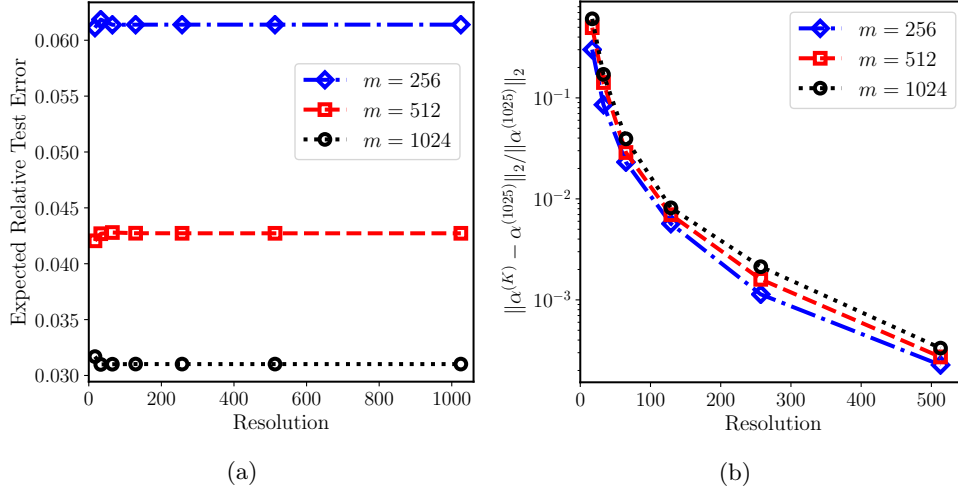 0.060
0.055
0.050
0.045
0.040
0.035
0.030
Expected Relative Test Error
m = 256
m = 512
m = 1024
0 200 400 600 800 1000
Resolution
(a)
10⁻¹
10⁻²
10⁻³
||α⁽ᴷ⁾ − α⁽¹⁰²⁵⁾||₂/||α⁽¹⁰²⁵⁾||₂
m = 256
m = 512
m = 1024
0 100 200 300 400 500
Resolution
(b)